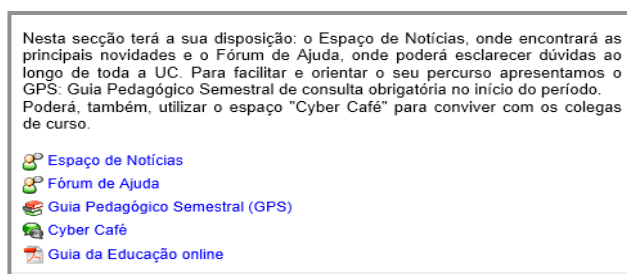 Nesta secção terá a sua disposição: o Espaço de Notícias, onde encontrará as
principais novidades e o Fórum de Ajuda, onde poderá esclarecer dúvidas ao
longo de toda a UC. Para facilitar e orientar o seu percurso apresentamos o
GPS: Guia Pedagógico Semestral de consulta obrigatória no início do período.
Poderá, também, utilizar o espaço "Cyber Café" para conviver com os colegas
de curso.
Espaço de Notícias
Fórum de Ajuda
Guia Pedagógico Semestral (GPS)
Cyber Café
Guia da Educação online